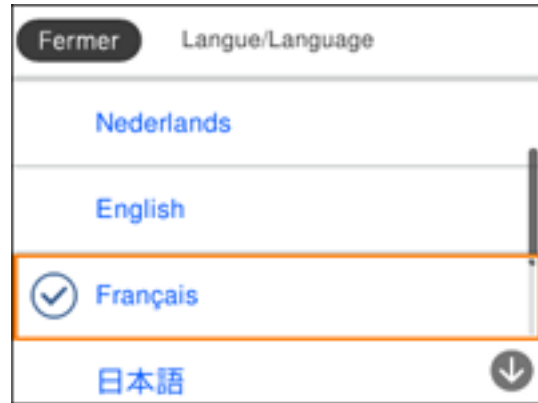 Fermer Langue/Language
Nederlands
English
Français
日本語